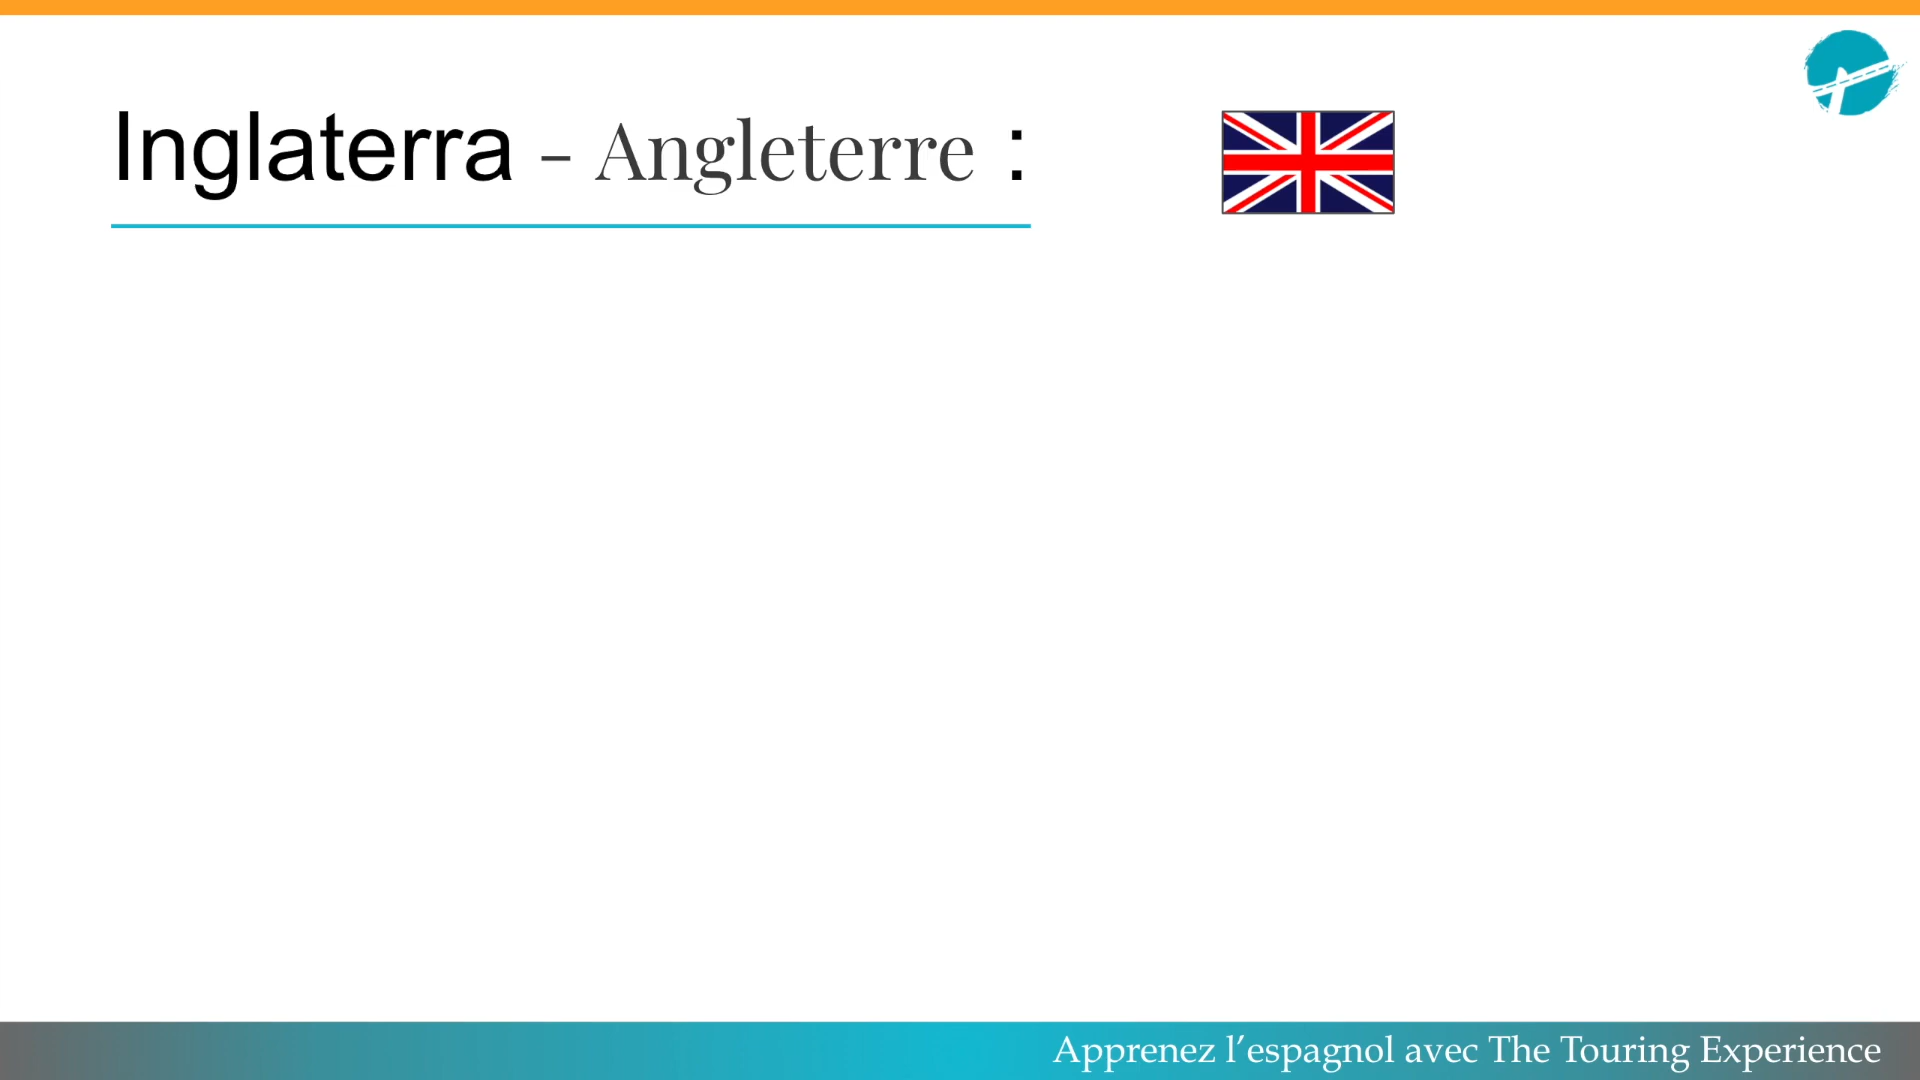 Inglaterra - Angleterre :
Apprenez l’espagnol avec The Touring Experience